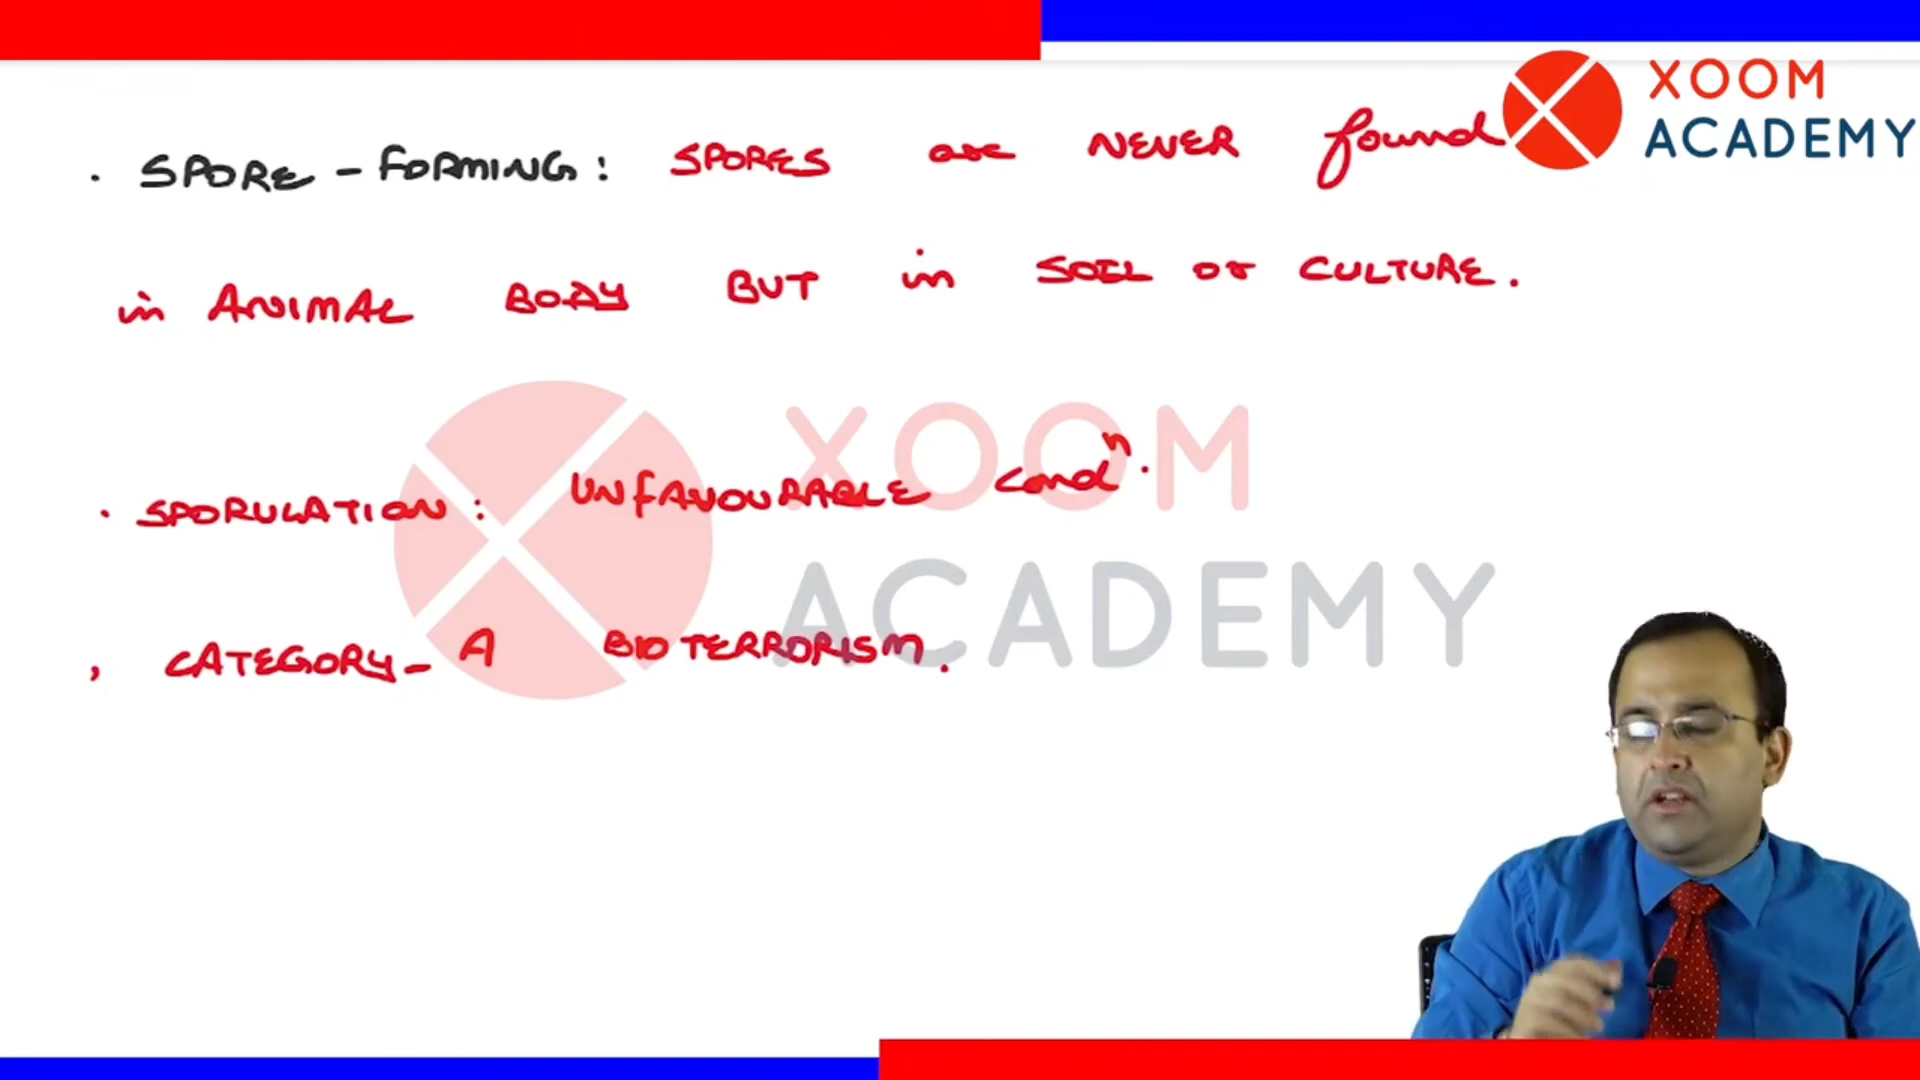 XOOM
ACADEMY
. SPORE - FORMING: SPORES are NEVER found
in ANIMAL BODY BUT in SOIL or CULTURE.
XOOM
. SPORULATION: UNFAVOURABLE condn.
ACADEMY
, CATEGORY - A BIOTERRORISM.